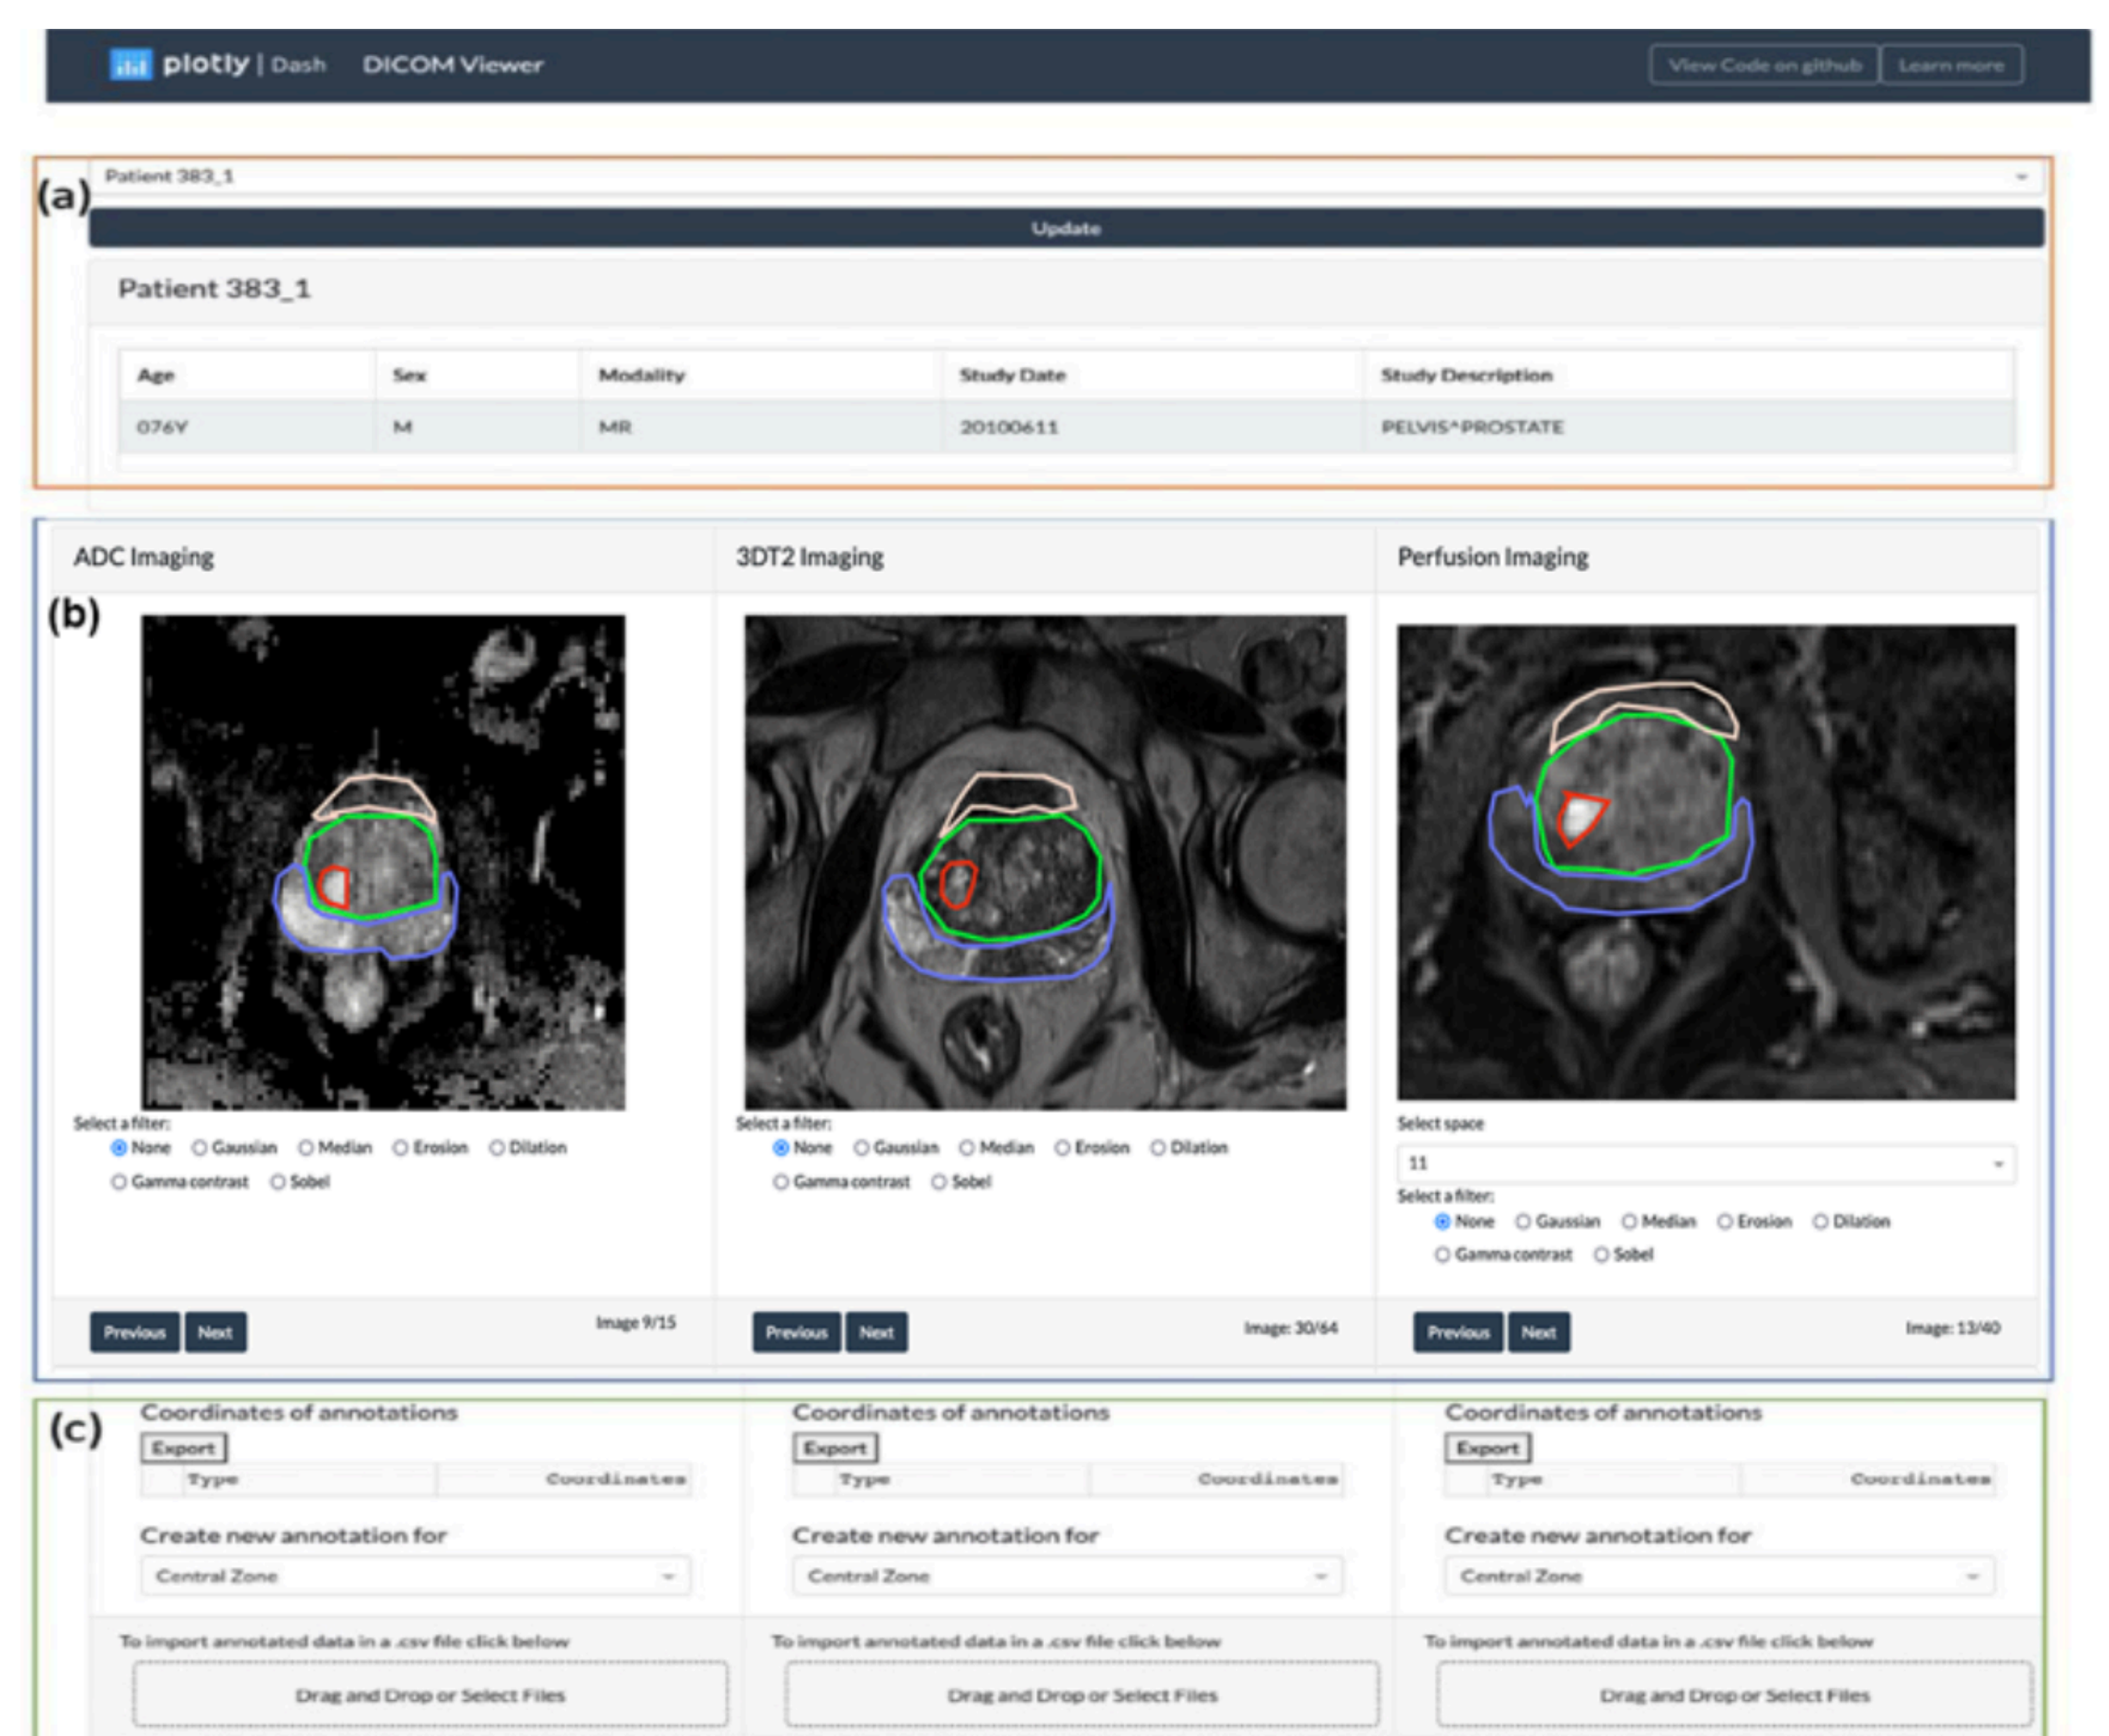 plotly | Dash DICOM Viewer View Code on github Learn more
(a) Patient 383_1
Update
Patient 383_1
Age Sex Modality Study Date Study Description
076Y M MR 20100611 PELVIS^PROSTATE
ADC Imaging 3DT2 Imaging Perfusion Imaging
(b)
Select a filter: Select a filter: Select space
None Gaussian Median Erosion Dilation None Gaussian Median Erosion Dilation 11
Gamma contrast Sobel Gamma contrast Sobel Select a filter:
None Gaussian Median Erosion Dilation
Gamma contrast Sobel
Previous Next Image 9/15 Previous Next Image: 30/64 Previous Next Image: 13/40
(c) Coordinates of annotations Coordinates of annotations Coordinates of annotations
Export Export Export
Type Coordinates Type Coordinates Type Coordinates
Create new annotation for Create new annotation for Create new annotation for
Central Zone Central Zone Central Zone
To import annotated data in a .csv file click below To import annotated data in a .csv file click below To import annotated data in a .csv file click below
Drag and Drop or Select Files Drag and Drop or Select Files Drag and Drop or Select Files